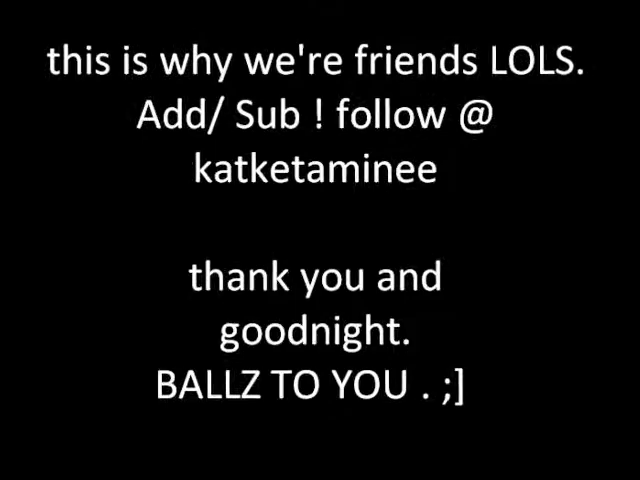 this is why we're friends LOLS.
Add/ Sub ! follow @
katketaminee
thank you and
goodnight.
BALLZ TO YOU . ;]